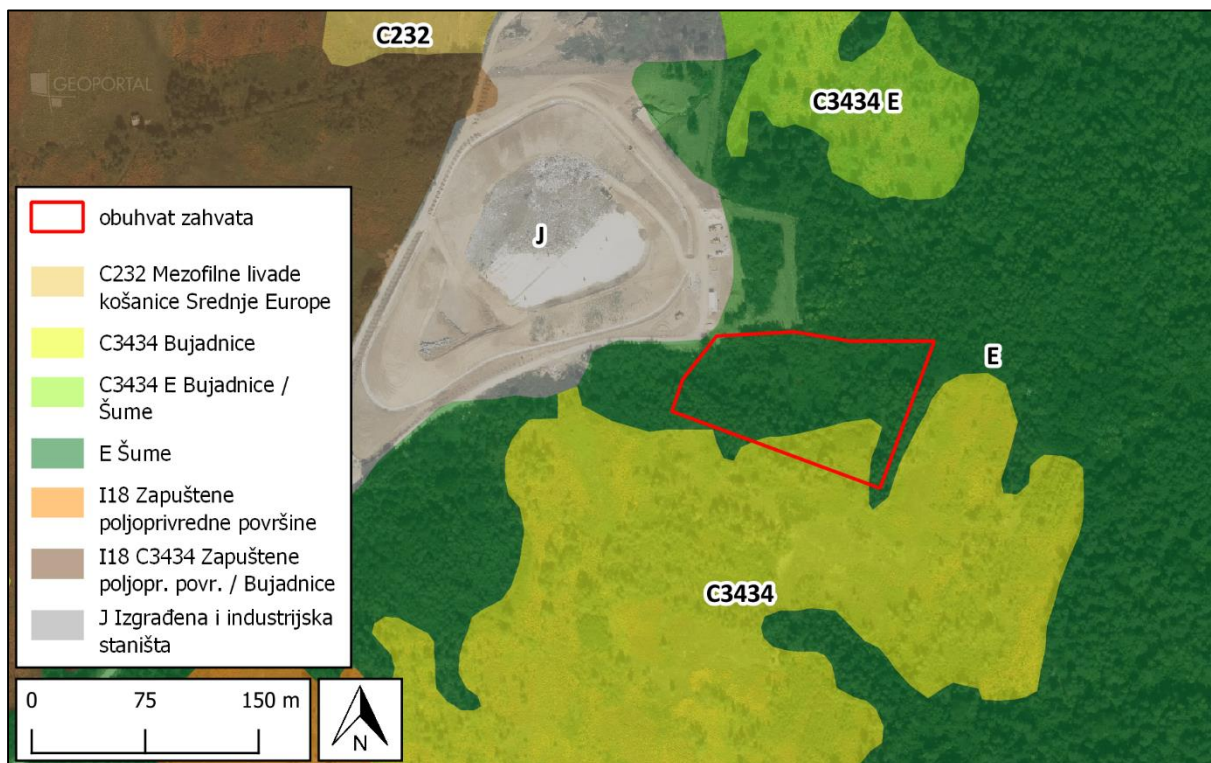 C232
GEOPORTAL
C3434 E
J
E
C3434
obuhvat zahvata
C232 Mezofilne livade
košanice Srednje Europe
C3434 Bujadnice
C3434 E Bujadnice /
Šume
E Šume
I18 Zapuštene
poljoprivredne površine
I18 C3434 Zapuštene
poljopr. povr. / Bujadnice
J Izgrađena i industrijska
staništa
0 75 150 m
N